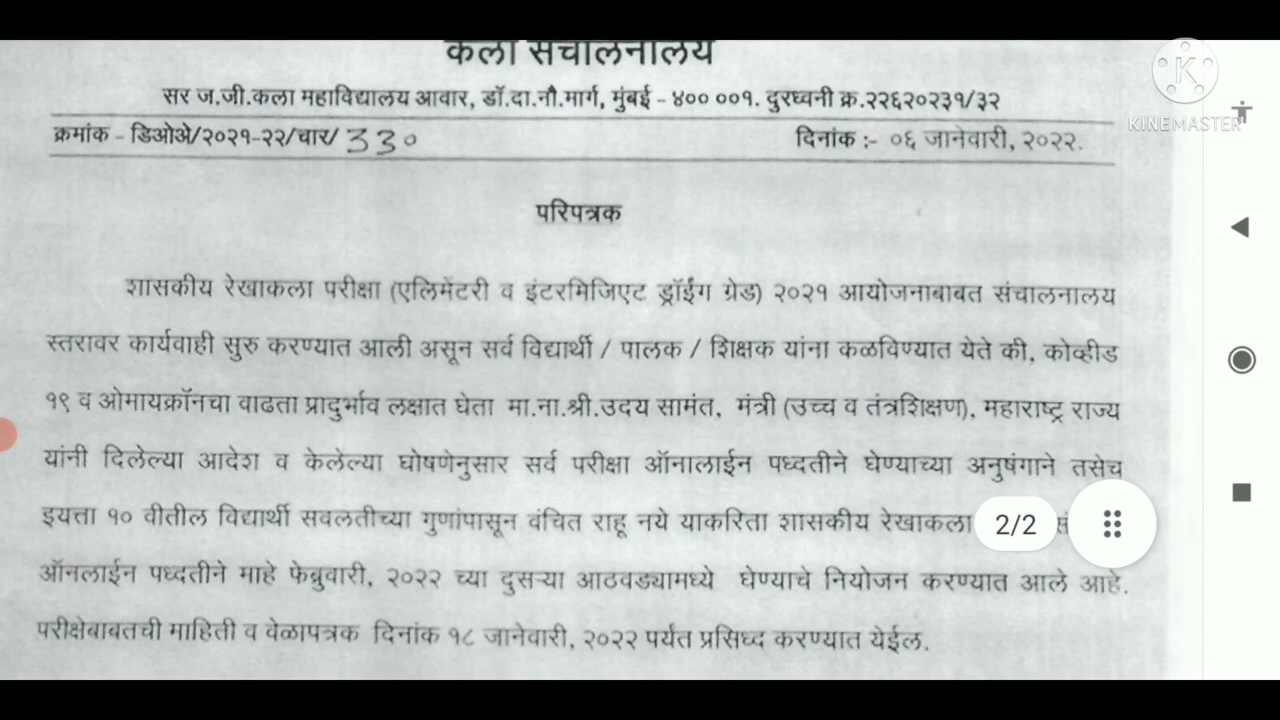 कला संचालनालय
सर ज.जी.कला महाविद्यालय आवार, डॉ.दा.नौ.मार्ग, मुंबई - ४०० ००१. दुरध्वनी क्र.२२६२०२३१/३२
क्रमांक - डिओओ/२०२१-२२/चार/ 330
दिनांक :- ०६ जानेवारी, २०२२.
परिपत्रक
शासकीय रेखाकला परीक्षा (एलिमेंटरी व इंटरमिजिएट ड्रॉईंग ग्रेड) २०२१ आयोजनाबाबत संचालनालय
स्तरावर कार्यवाही सुरु करण्यात आली असून सर्व विद्यार्थी / पालक / शिक्षक यांना कळविण्यात येते की, कोव्हीड
१९ व ओमायक्रॉनचा वाढता प्रादुर्भाव लक्षात घेता मा.ना.श्री.उदय सामंत, मंत्री (उच्च व तंत्रशिक्षण), महाराष्ट्र राज्य
यांनी दिलेल्या आदेश व केलेल्या घोषणेनुसार सर्व परीक्षा ऑनालाईन पध्दतीने घेण्याच्या अनुषंगाने तसेच
इयत्ता १० वीतील विद्यार्थी सवलतीच्या गुणांपासून वंचित राहू नये याकरिता शासकीय रेखाकला
ऑनलाईन पध्दतीने माहे फेब्रुवारी, २०२२ च्या दुसऱ्या आठवड्यामध्ये घेण्याचे नियोजन करण्यात आले आहे.
परीक्षेबाबतची माहिती व वेळापत्रक दिनांक १८ जानेवारी, २०२२ पर्यंत प्रसिध्द करण्यात येईल.
2/2
K
KINEMASTER